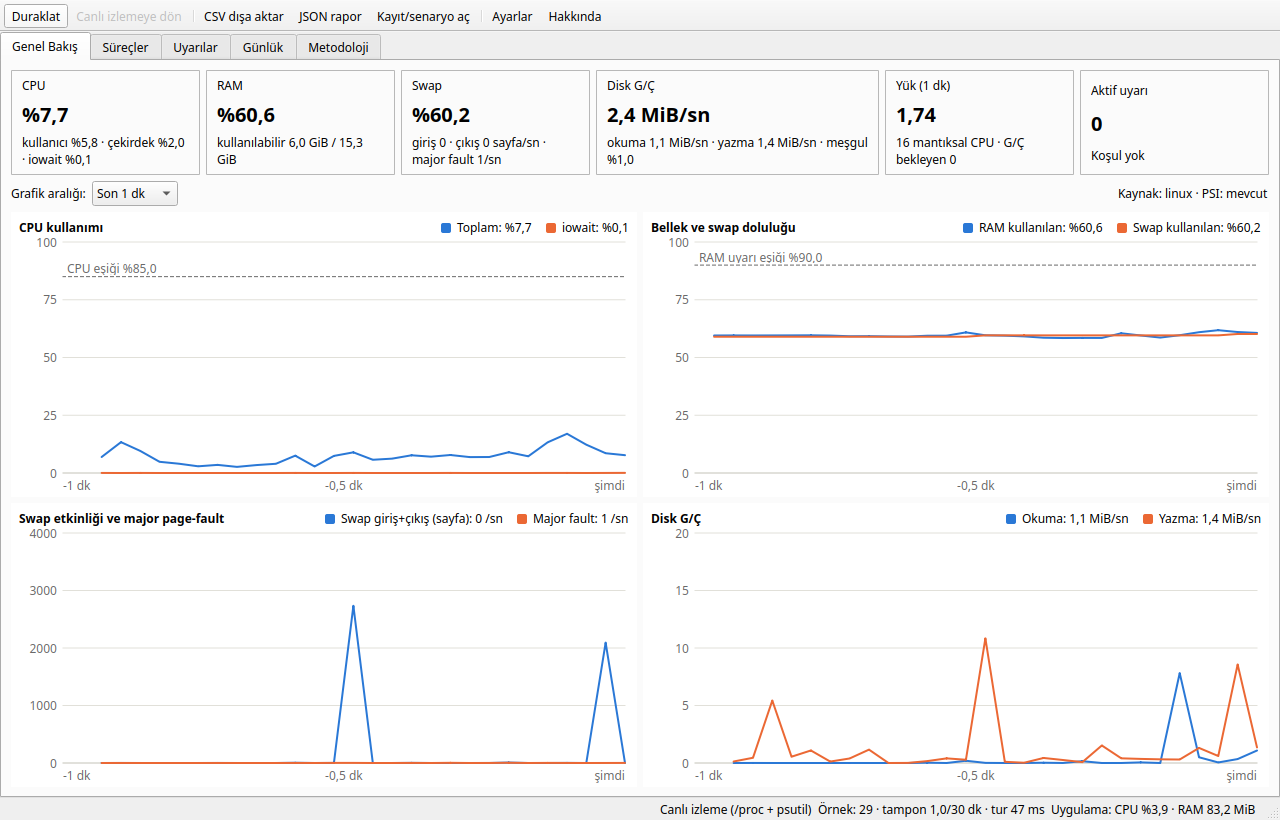 Duraklat Canlı izlemeye dön CSV dışa aktar JSON rapor Kayıt/senaryo aç Ayarlar Hakkında
Genel Bakış Süreçler Uyarılar Günlük Metodoloji
CPU
%7,7
kullanıcı %5,8 · çekirdek %2,0
· iowait %0,1
RAM
%60,6
kullanılabilir 6,0 GiB / 15,3
GiB
Swap
%60,2
giriş 0 · çıkış 0 sayfa/sn ·
major fault 1/sn
Disk G/Ç
2,4 MiB/sn
okuma 1,1 MiB/sn · yazma 1,4 MiB/sn · meşgul
%1,0
Yük (1 dk)
1,74
16 mantıksal CPU · G/Ç
bekleyen 0
Aktif uyarı
0
Koşul yok
Grafik aralığı: Son 1 dk
Kaynak: linux · PSI: mevcut
CPU kullanımı
Toplam: %7,7 iowait: %0,1
100
CPU eşiği %85,0
75
50
25
0
-1 dk -0,5 dk şimdi
Bellek ve swap doluluğu
RAM kullanılan: %60,6 Swap kullanılan: %60,2
100
RAM uyarı eşiği %90,0
75
50
25
0
-1 dk -0,5 dk şimdi
Swap etkinliği ve major page-fault
Swap giriş+çıkış (sayfa): 0 /sn Major fault: 1 /sn
4000
3000
2000
1000
0
-1 dk -0,5 dk şimdi
Disk G/Ç
Okuma: 1,1 MiB/sn Yazma: 1,4 MiB/sn
20
15
10
5
0
-1 dk -0,5 dk şimdi
Canlı izleme (/proc + psutil) Örnek: 29 · tampon 1,0/30 dk · tur 47 ms Uygulama: CPU %3,9 · RAM 83,2 MiB